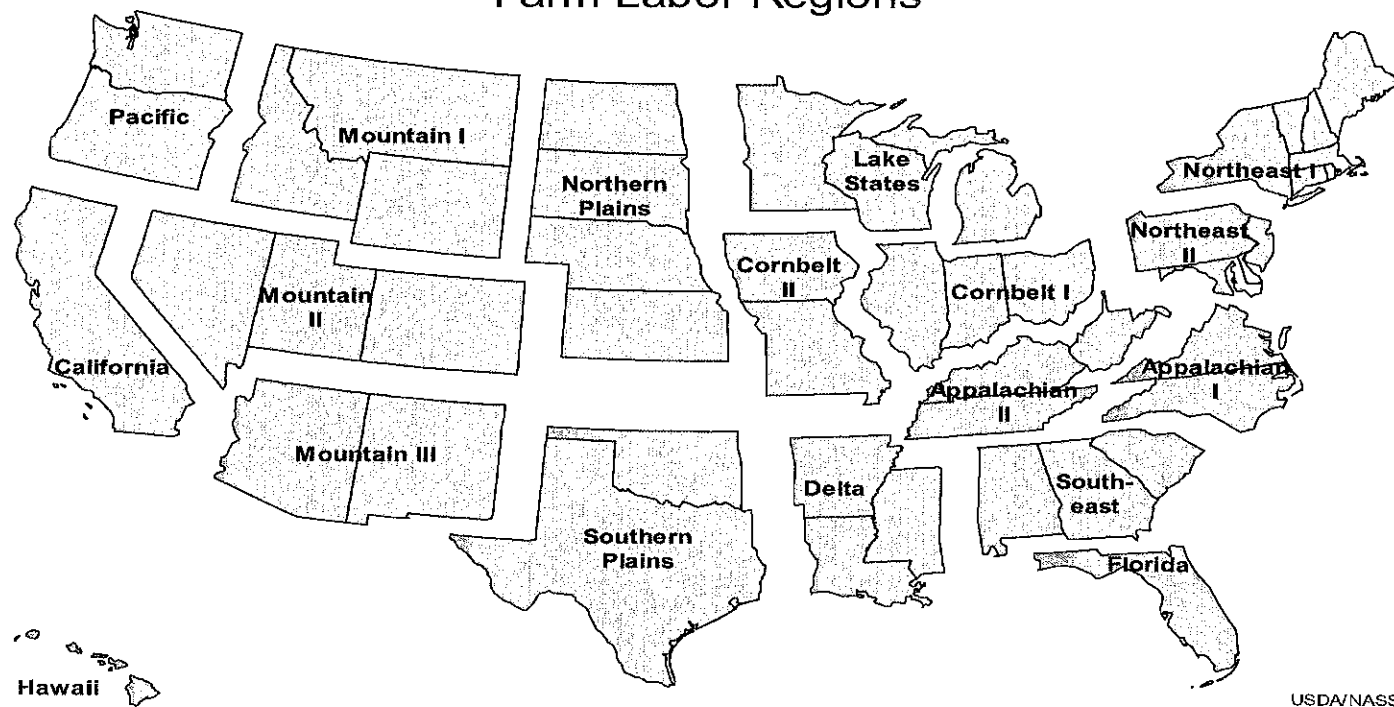 Farm Labor Regions
Pacific
Mountain I
Northern
Plains
Lake
States
Northeast I
Northeast
II
Cornbelt
II
Cornbelt I
Mountain
II
California
Appalachian
I
Appalachian
II
Mountain III
Delta
South-
east
Southern
Plains
Florida
Hawaii
USDA/NASS